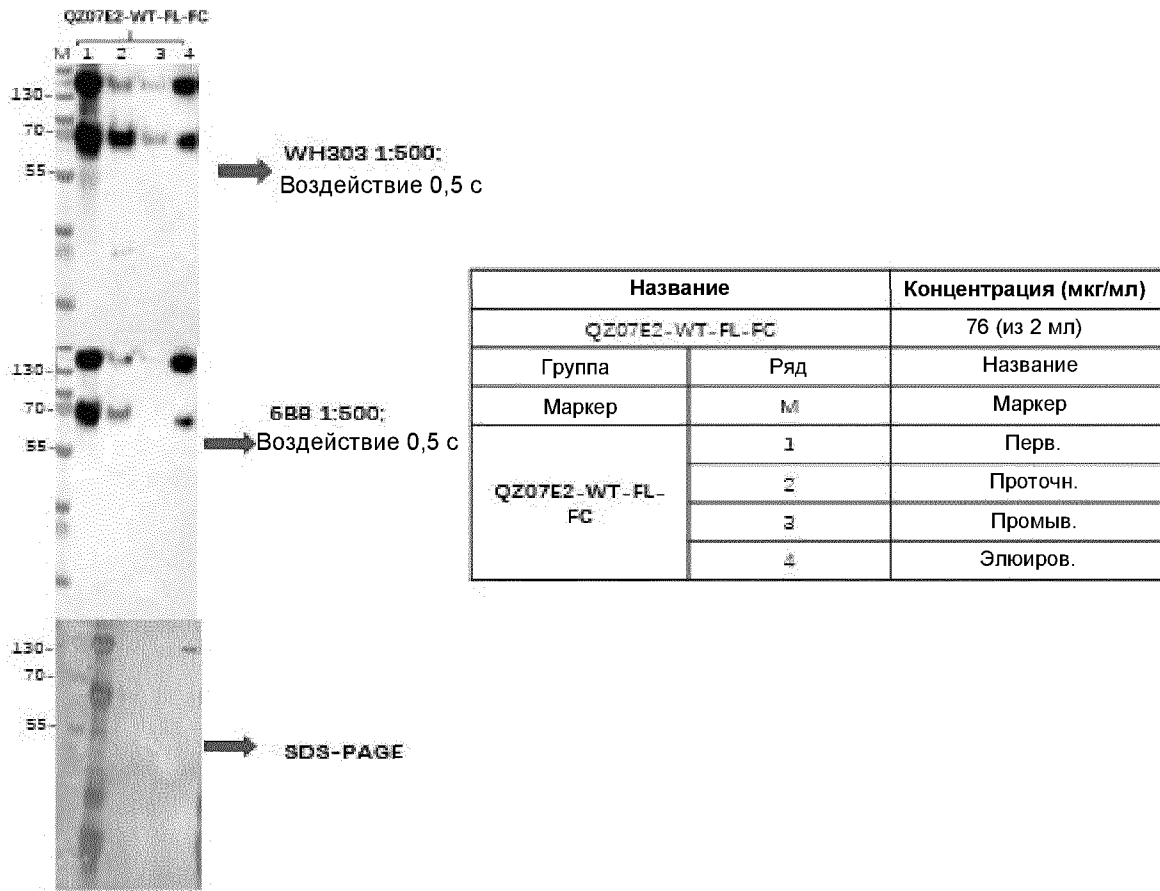 QZ07E2-WT-FL-FC
M 1 2 3 4
130-
70-
55-
WH303 1:500;
Воздействие 0,5 с
130-
70-
55-
6B8 1:500;
Воздействие 0,5 с
130-
70-
55-
SDS-PAGE
Название Концентрация (мкг/мл)
QZ07E2-WT-FL-FC 76 (из 2 мл)
Группа Ряд Название
Маркер M Маркер
QZ07E2-WT-FL-
FC
1 Перв.
2 Проточн.
3 Промыв.
4 Элюиров.